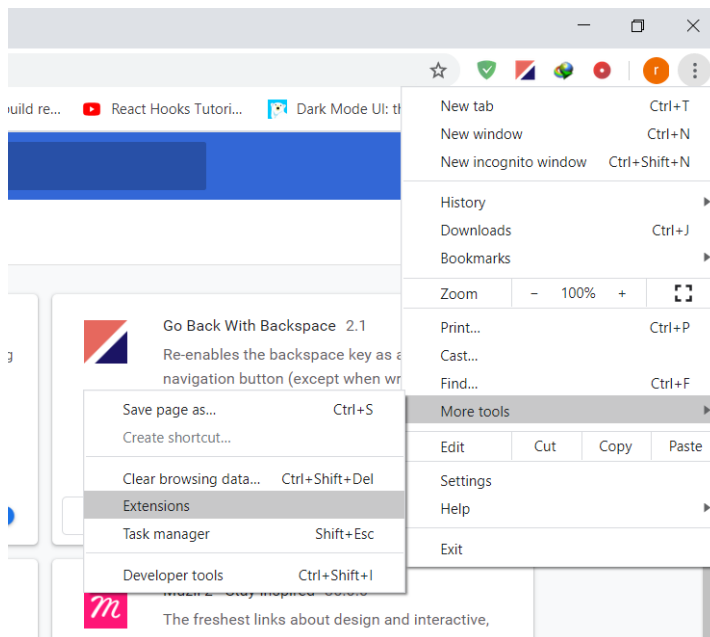 r
build re...
React Hooks Tutori...
Dark Mode UI: th
New tab Ctrl+T
New window Ctrl+N
New incognito window Ctrl+Shift+N
History
Downloads Ctrl+J
Bookmarks
Zoom - 100% +
Print... Ctrl+P
Cast...
Find... Ctrl+F
More tools
Edit Cut Copy Paste
Settings
Help
Exit
Go Back With Backspace 2.1
Re-enables the backspace key as a
navigation button (except when wr
g
Save page as... Ctrl+S
Create shortcut...
Clear browsing data... Ctrl+Shift+Del
Extensions
Task manager Shift+Esc
Developer tools Ctrl+Shift+I
m
The freshest links about design and interactive,